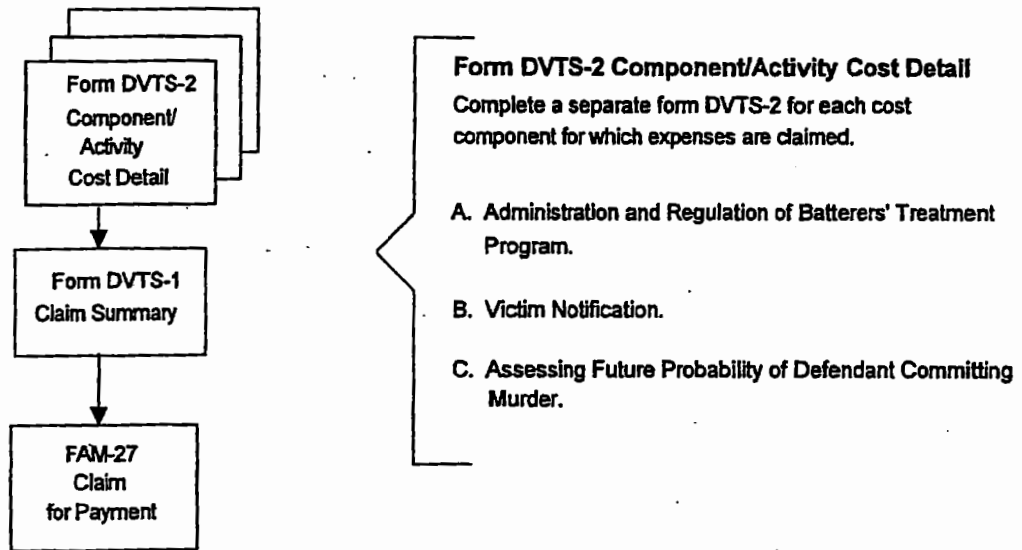 Form DVTS-2
Component/
Activity
Cost Detail
Form DVTS-1
Claim Summary
FAM-27
Claim
for Payment
Form DVTS-2 Component/Activity Cost Detail
Complete a separate form DVTS-2 for each cost
component for which expenses are claimed.
A. Administration and Regulation of Batterers' Treatment
Program.
B. Victim Notification.
C. Assessing Future Probability of Defendant Committing
Murder.